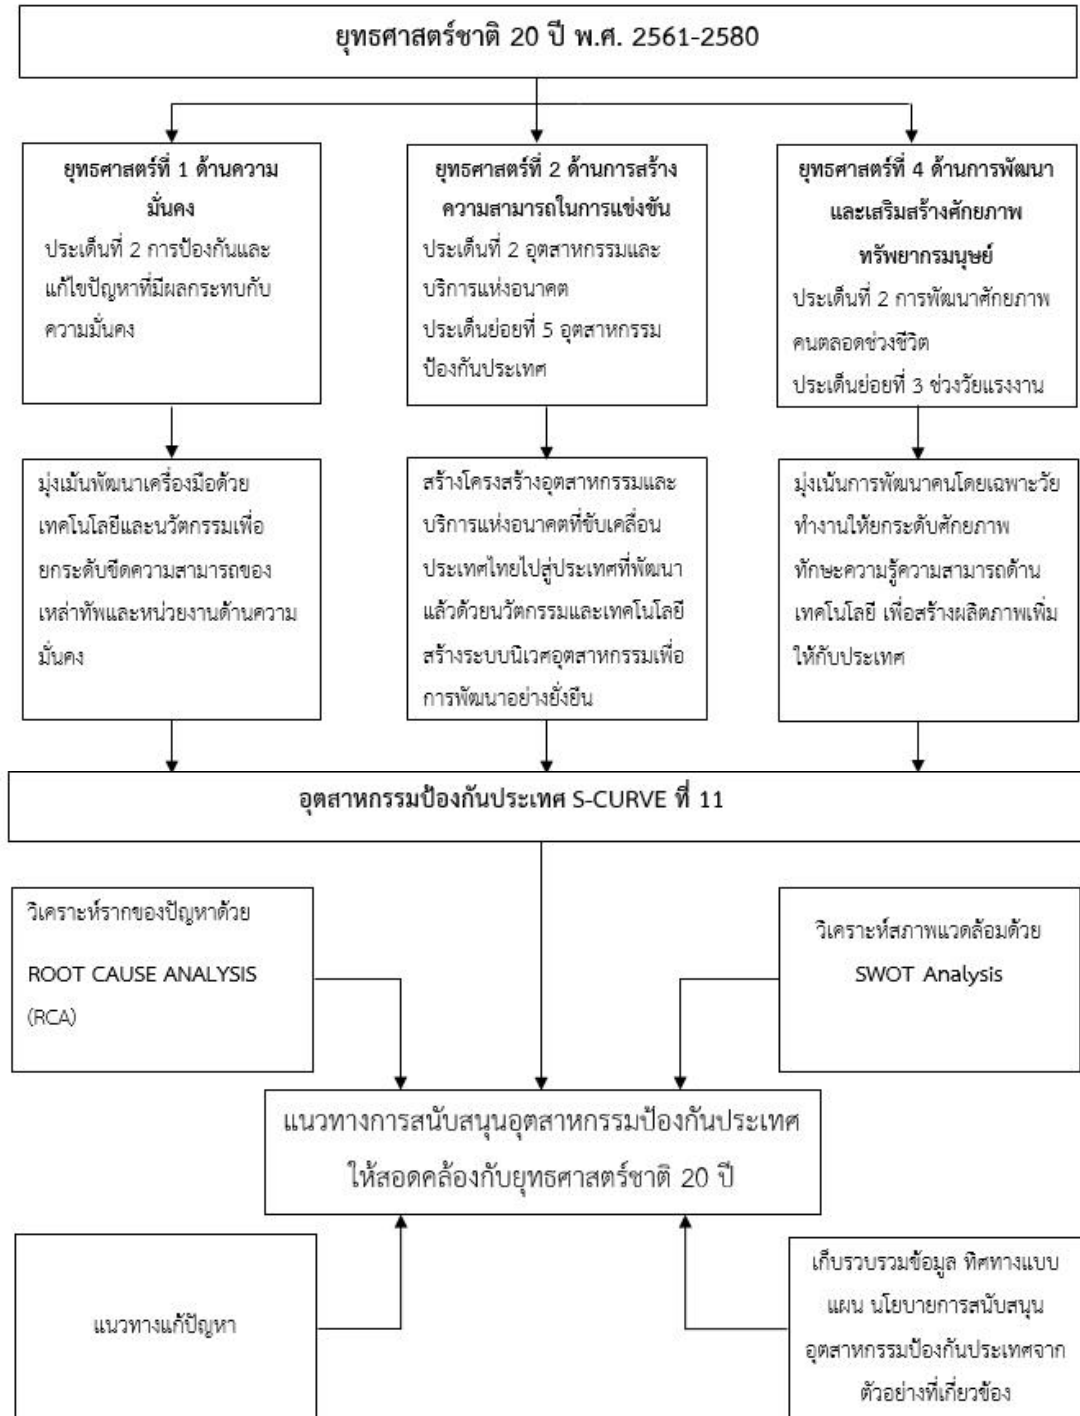 ยุทธศาสตร์ชาติ 20 ปี พ.ศ. 2561-2580
ยุทธศาสตร์ที่ 1 ด้านความ
มั่นคง
ประเด็นที่ 2 การป้องกันและ
แก้ไขปัญหาที่มีผลกระทบกับ
ความมั่นคง
ยุทธศาสตร์ที่ 2 ด้านการสร้าง
ความสามารถในการแข่งขัน
ประเด็นที่ 2 อุตสาหกรรมและ
บริการแห่งอนาคต
ประเด็นย่อยที่ 5 อุตสาหกรรม
ป้องกันประเทศ
ยุทธศาสตร์ที่ 4 ด้านการพัฒนา
และเสริมสร้างศักยภาพ
ทรัพยากรมนุษย์
ประเด็นที่ 2 การพัฒนาศักยภาพ
คนตลอดช่วงชีวิต
ประเด็นย่อยที่ 3 ช่วงวัยแรงงาน
มุ่งเม้นพัฒนาเครื่องมือด้วย
เทคโนโลยีและนวัตกรรมเพื่อ
ยกระดับขีดความสามารถของ
เหล่าทัพและหน่วยงานด้านความ
มั่นคง
สร้างโครงสร้างอุตสาหกรรมและ
บริการแห่งอนาคตที่ขับเคลื่อน
ประเทศไทยไปสู่ประเทศที่พัฒนา
แล้วด้วยนวัตกรรมและเทคโนโลยี
สร้างระบบนิเวศอุตสาหกรรมเพื่อ
การพัฒนาอย่างยั่งยืน
มุ่งเน้นการพัฒนาคนโดยเฉพาะวัย
ทำงานให้ยกระดับศักยภาพ
ทักษะความรู้ความสามารถด้าน
เทคโนโลยี เพื่อสร้างผลิตภาพเพิ่ม
ให้กับประเทศ
อุตสาหกรรมป้องกันประเทศ S-CURVE ที่ 11
วิเคราะห์รากของปัญหาด้วย
ROOT CAUSE ANALYSIS
(RCA)
วิเคราะห์สภาพแวดล้อมด้วย
SWOT Analysis
แนวทางการสนับสนุนอุตสาหกรรมป้องกันประเทศ
ให้สอดคล้องกับยุทธศาสตร์ชาติ 20 ปี
แนวทางแก้ปัญหา
เก็บรวบรวมข้อมูล ทิศทางแบบ
แผน นโยบายการสนับสนุน
อุตสาหกรรมป้องกันประเทศจาก
ตัวอย่างที่เกี่ยวข้อง